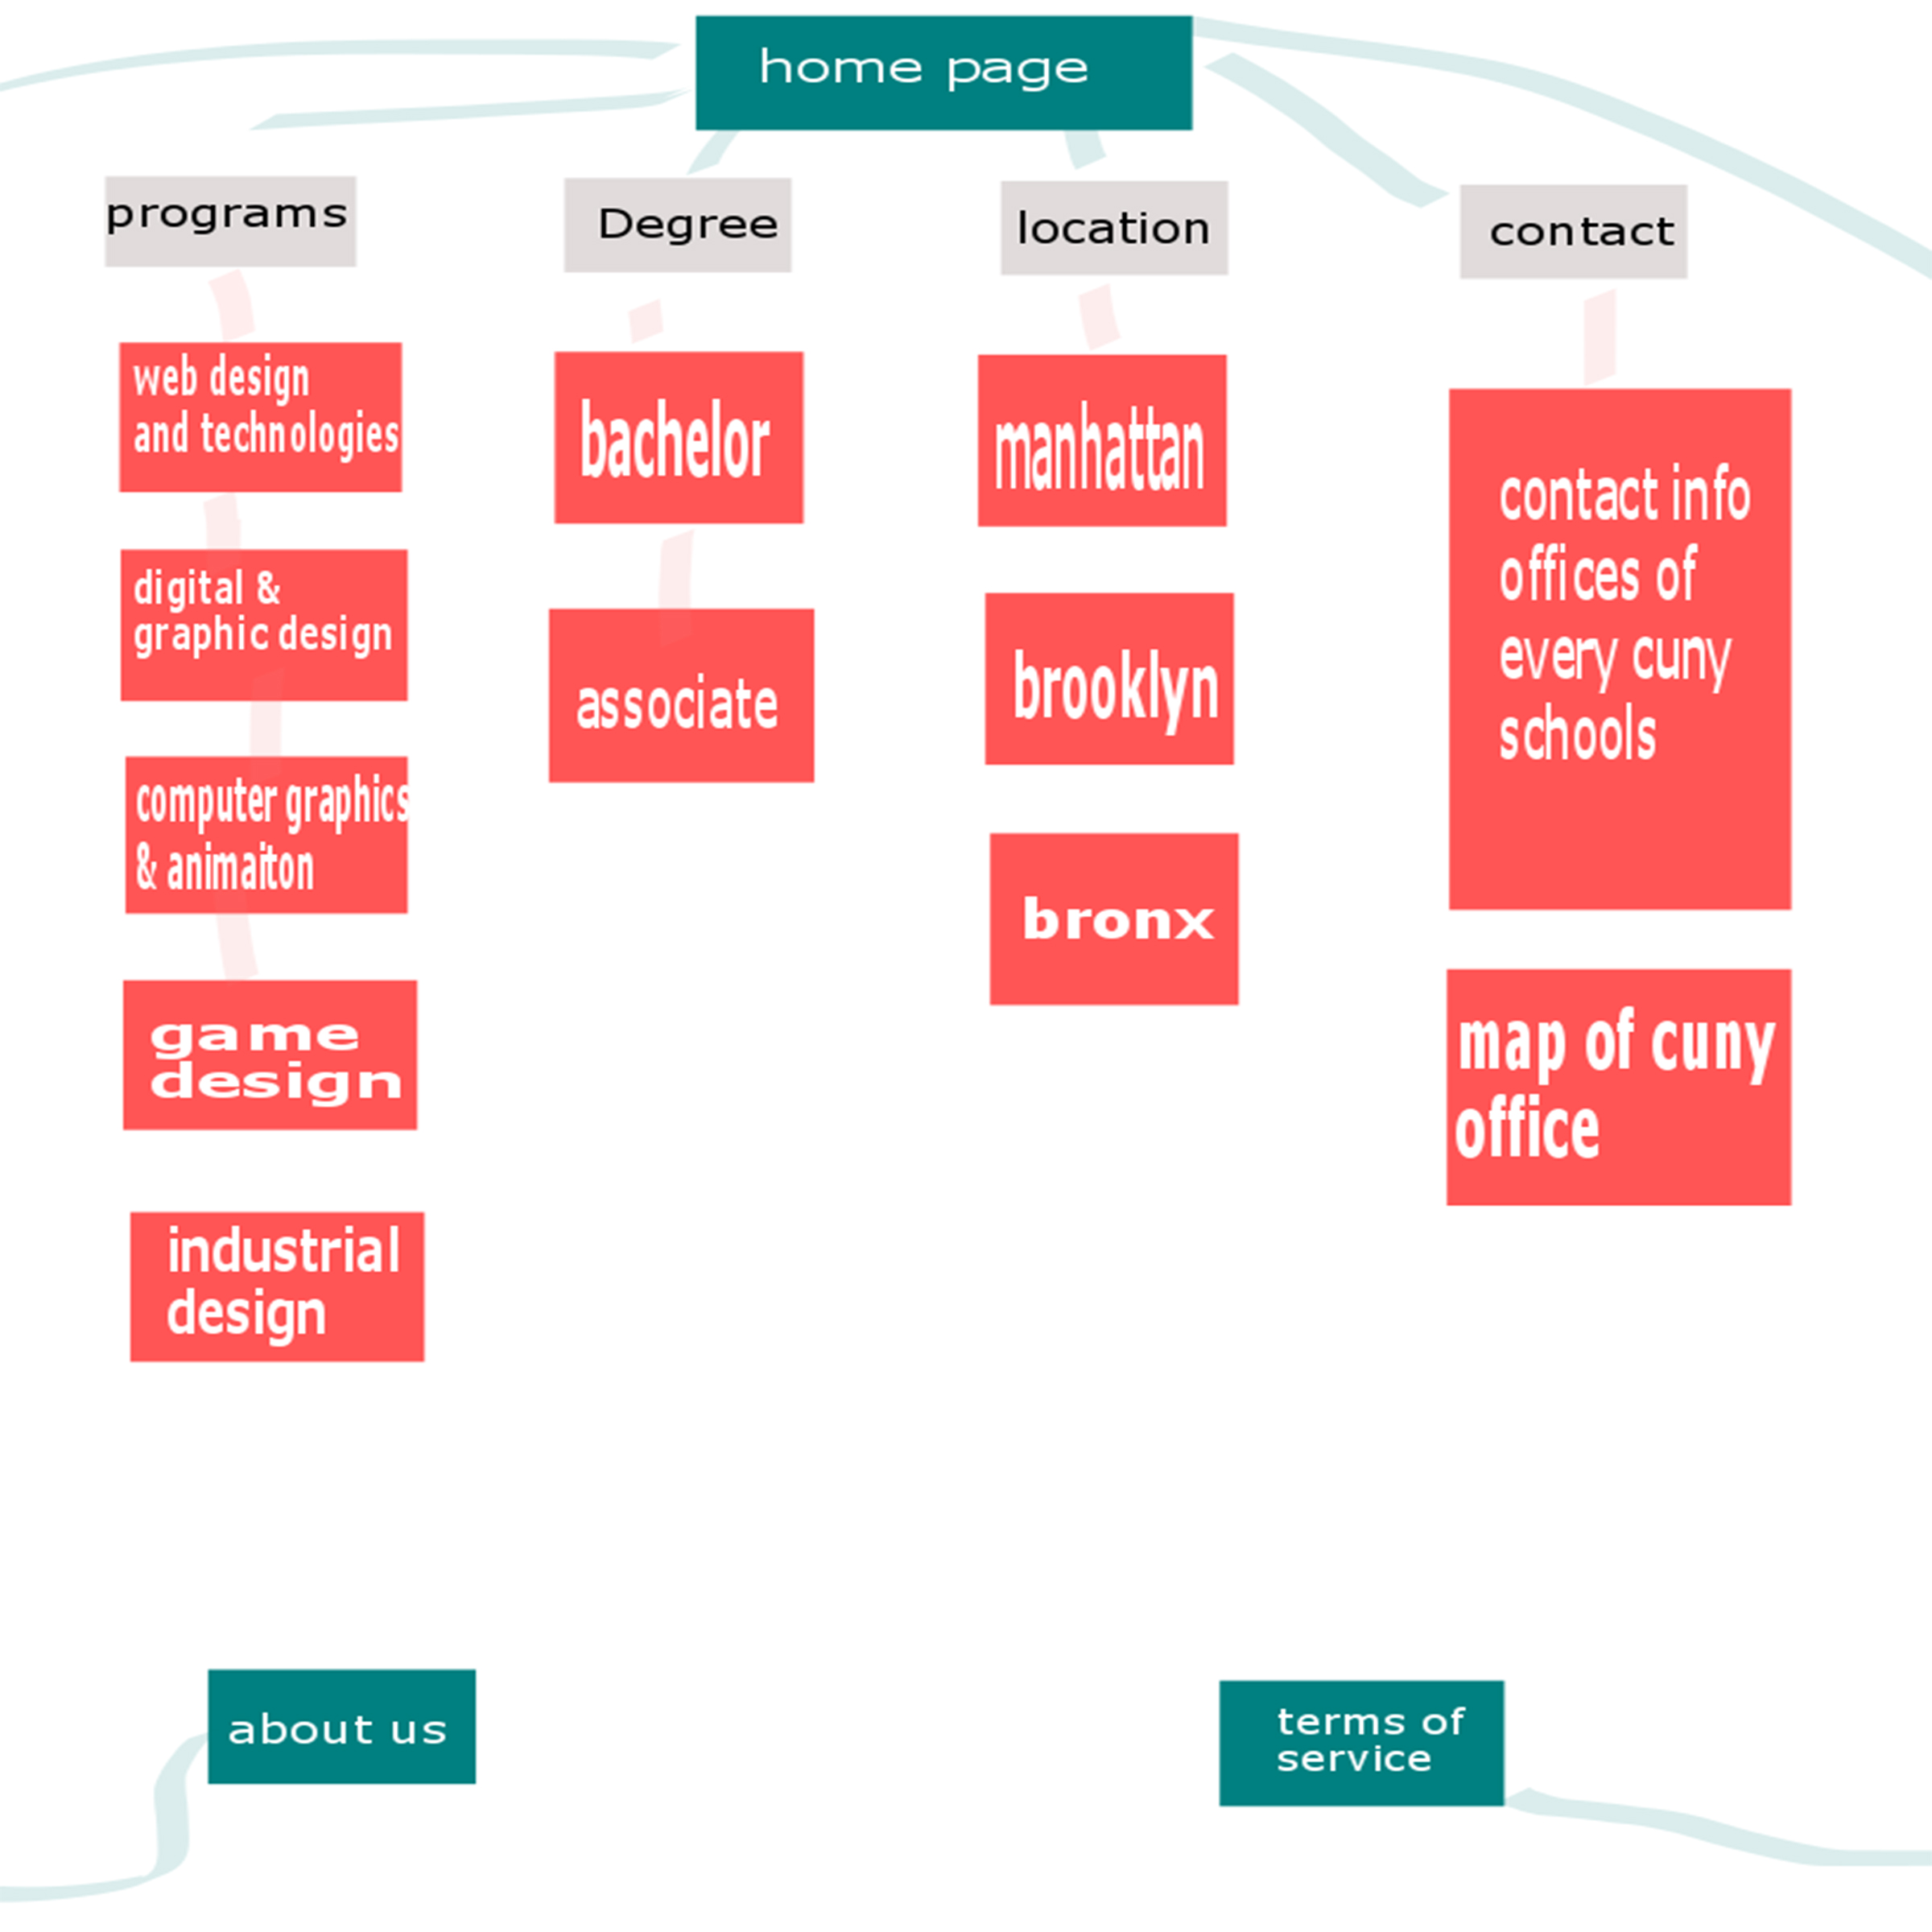 home page
programs
Degree
location
contact
web design
and technologies
digital &
graphic design
computer graphics
& animaiton
game
design
industrial
design
bachelor
associate
manhattan
brooklyn
bronx
contact info
offices of
every cuny
schools
map of cuny
office
about us
terms of
service